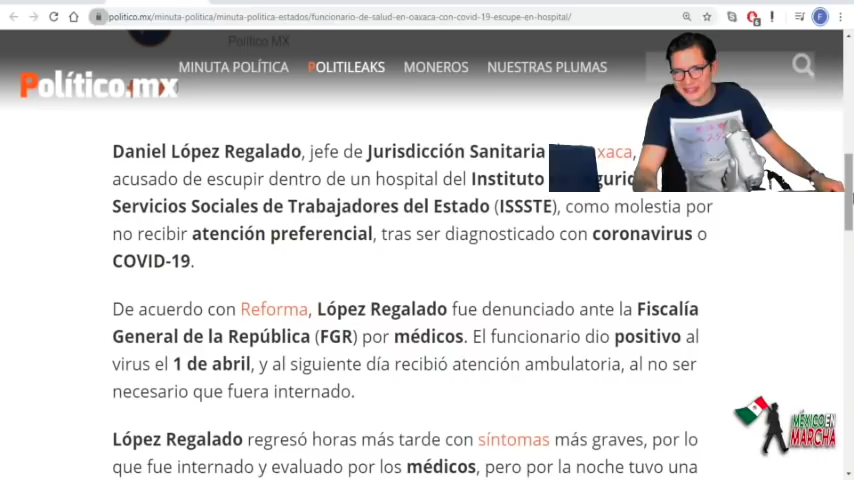 politico.mx/minuta-politica/minuta-politica-estados/funcionario-de-salud-en-oaxaca-con-covid-19-escupe-en-hospital/
Político MX
MINUTA POLÍTICA POLITILEAKS MONEROS NUESTRAS PLUMAS
Político.mx
Daniel López Regalado, jefe de Jurisdicción Sanitaria axaca,
acusado de escupir dentro de un hospital del Instituto
Servicios Sociales de Trabajadores del Estado (ISSSTE), como molestia por
no recibir atención preferencial, tras ser diagnosticado con coronavirus o
COVID-19.
De acuerdo con Reforma, López Regalado fue denunciado ante la Fiscalía
General de la República (FGR) por médicos. El funcionario dio positivo al
virus el 1 de abril, y al siguiente día recibió atención ambulatoria, al no ser
necesario que fuera internado.
López Regalado regresó horas más tarde con síntomas más graves, por lo
que fue internado y evaluado por los médicos, pero por la noche tuvo una
MÉXICO EN
MARCHA